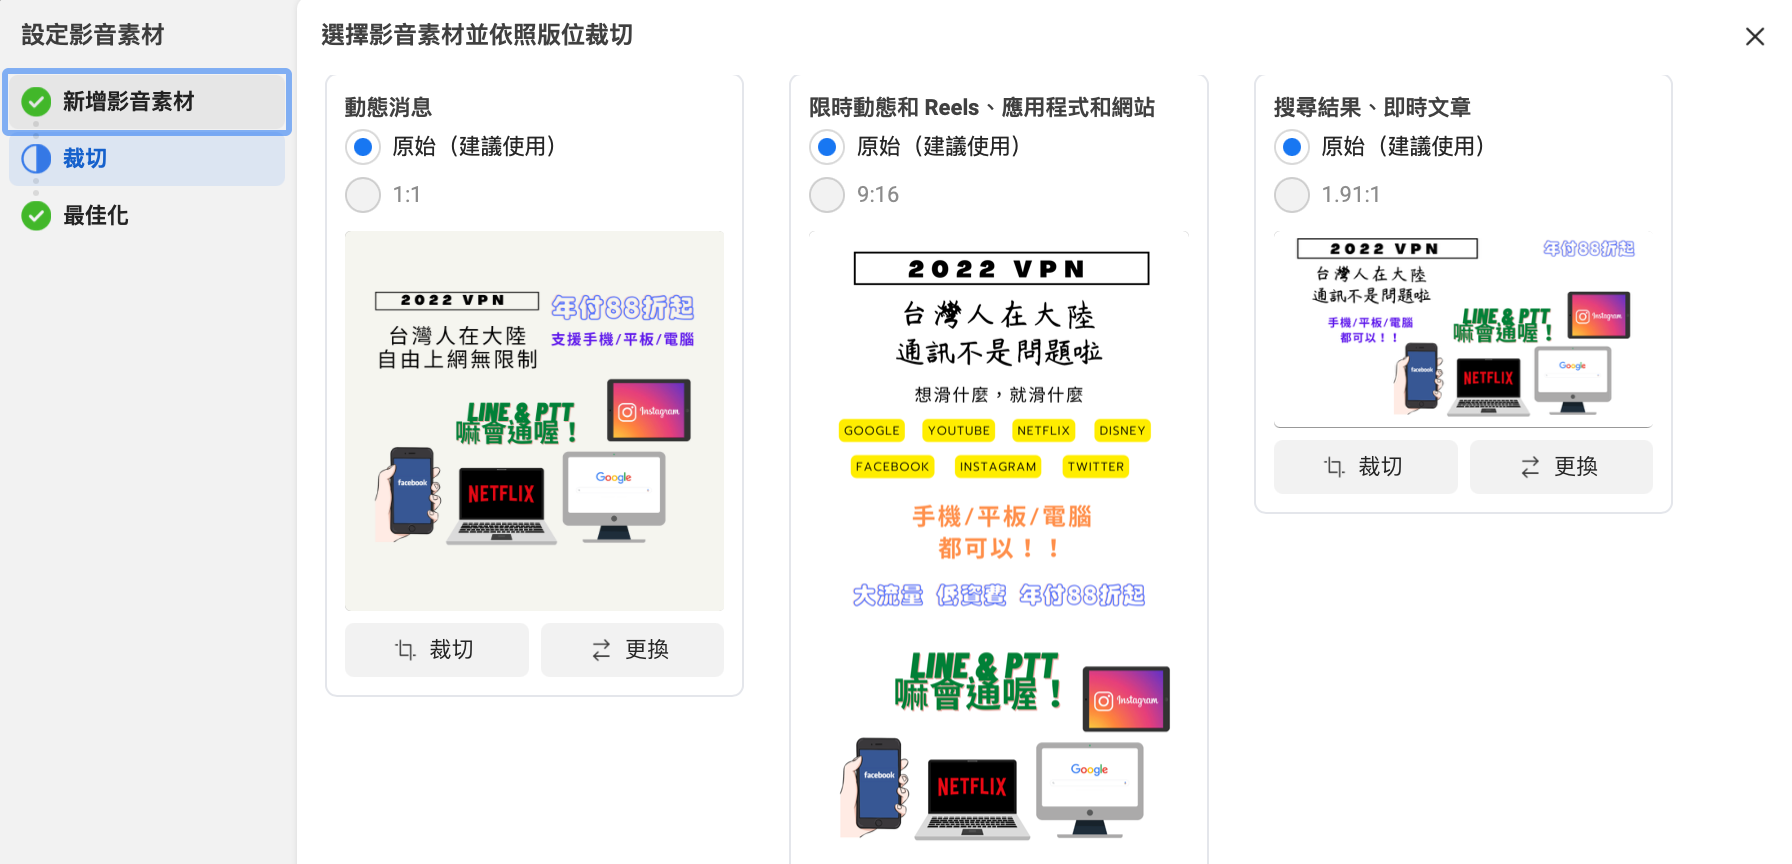 設定影音素材
新增影音素材
裁切
最佳化
選擇影音素材並依照版位裁切
動態消息
原始（建議使用）
1:1
2022 VPN
年付88折起
台灣人在大陸
自由上網無限制
支援手機/平板/電腦
LINE & PTT
嘛會通喔！
Instagram
facebook
NETFLIX
Google
裁切
更換
限時動態和 Reels、應用程式和網站
原始（建議使用）
9:16
2022 VPN
台灣人在大陸
通訊不是問題啦
想滑什麼，就滑什麼
GOOGLE YOUTUBE NETFLIX DISNEY
FACEBOOK INSTAGRAM TWITTER
手機/平板/電腦
都可以！！
大流量 低資費 年付88折起
LINE & PTT
嘛會通喔！
Instagram
facebook
NETFLIX
Google
搜尋結果、即時文章
原始（建議使用）
1.91:1
2022 VPN
年付88折起
台灣人在大陸
通訊不是問題啦
手機/平板/電腦
都可以！！
LINE & PTT
嘛會通喔！
Instagram
facebook
NETFLIX
Google
裁切
更換